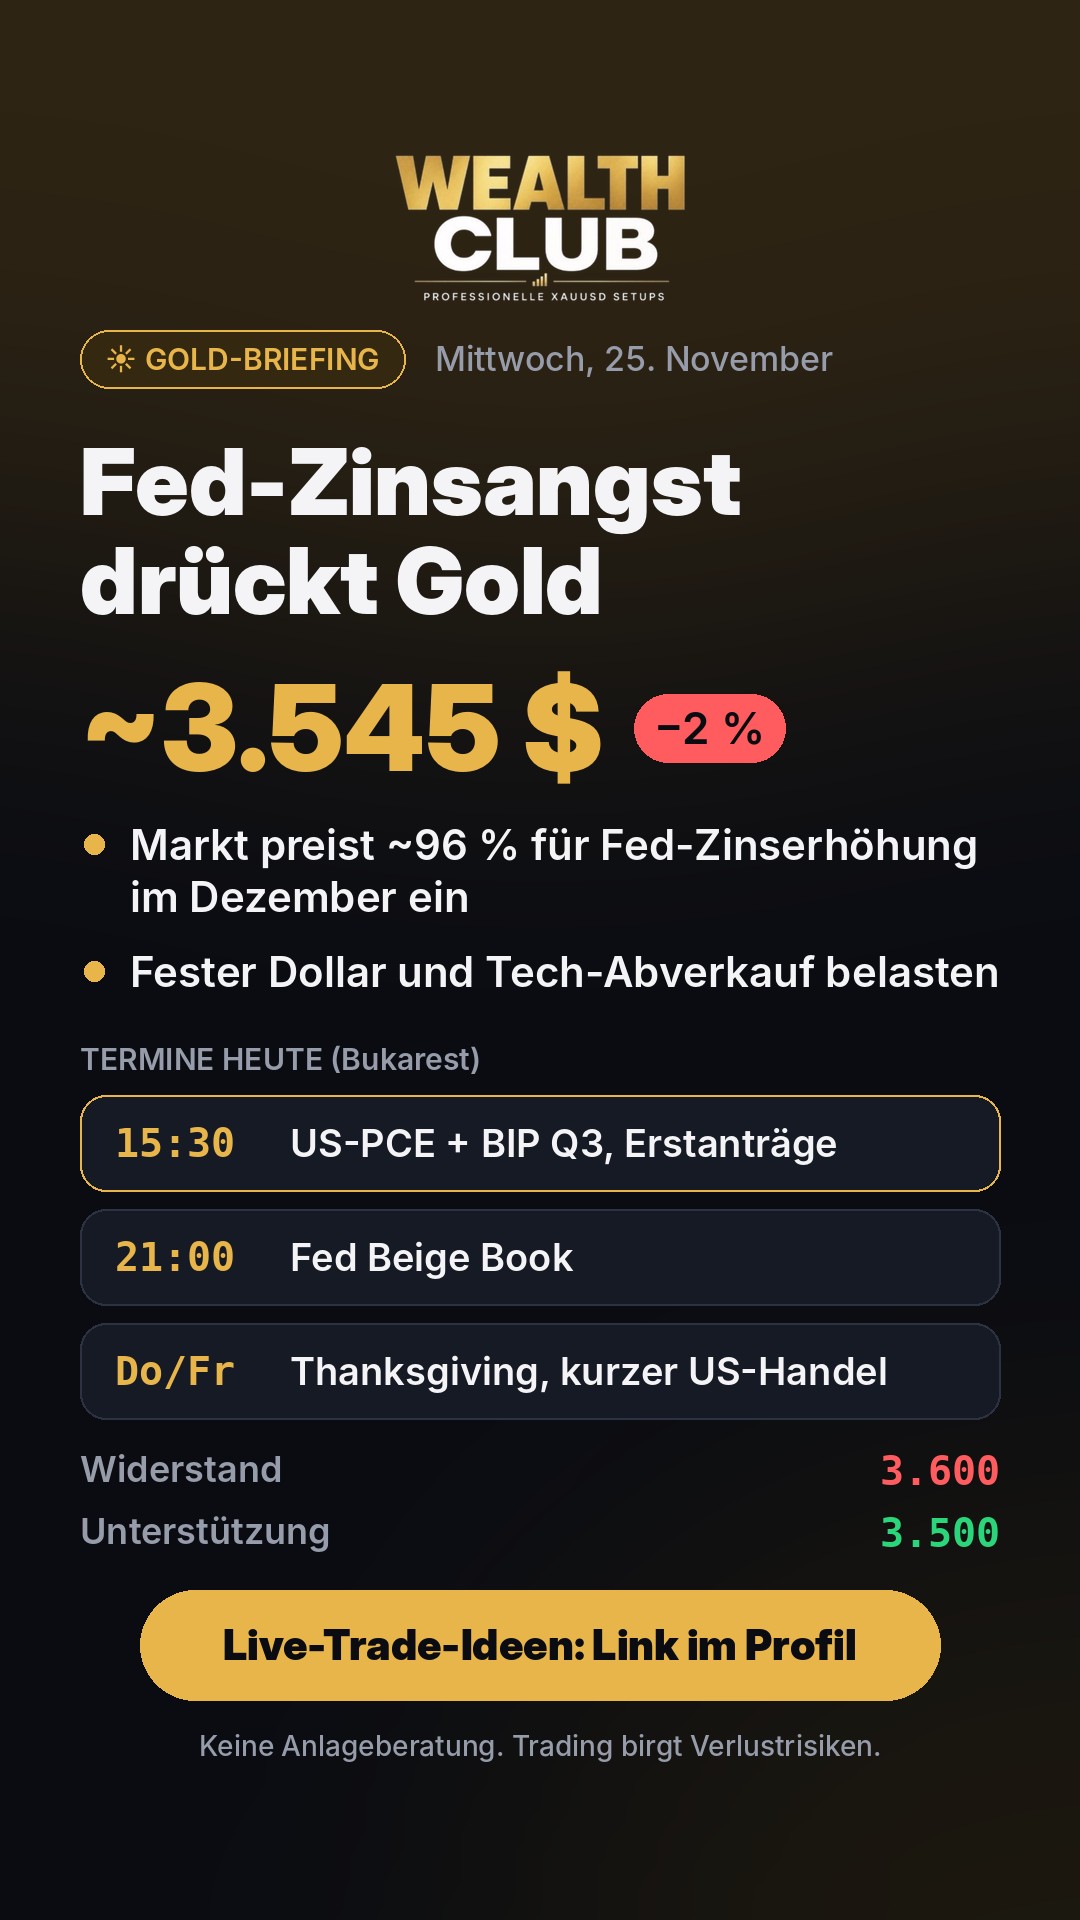 WEALTH
CLUB
PROFESSIONELLE XAUUSD SETUPS
☀ GOLD-BRIEFING Mittwoch, 25. November
Fed-Zinsangst
drückt Gold
~3.545 $ −2 %
Markt preist ~96 % für Fed-Zinserhöhung
im Dezember ein
Fester Dollar und Tech-Abverkauf belasten
TERMINE HEUTE (Bukarest)
15:30 US-PCE + BIP Q3, Erstanträge
21:00 Fed Beige Book
Do/Fr Thanksgiving, kurzer US-Handel
Widerstand 3.600
Unterstützung 3.500
Live-Trade-Ideen: Link im Profil
Keine Anlageberatung. Trading birgt Verlustrisiken.